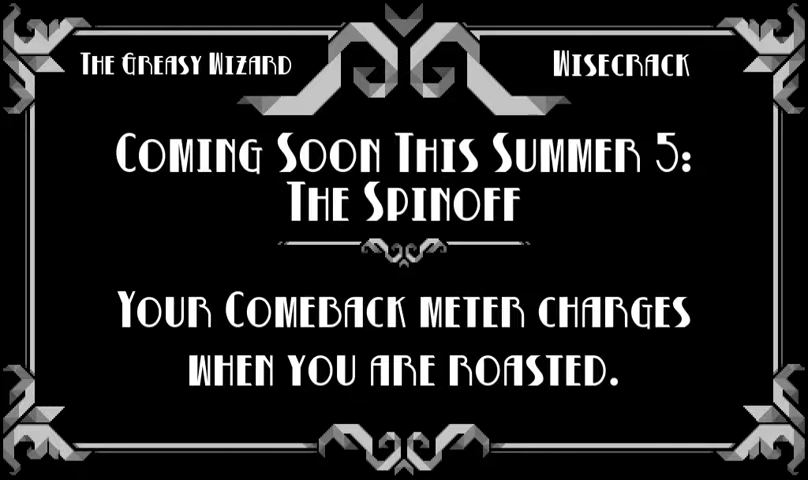 The Greasy Wizard
Wisecrack
Coming Soon This Summer 5:
The Spinoff
Your Comeback meter charges
when you are roasted.